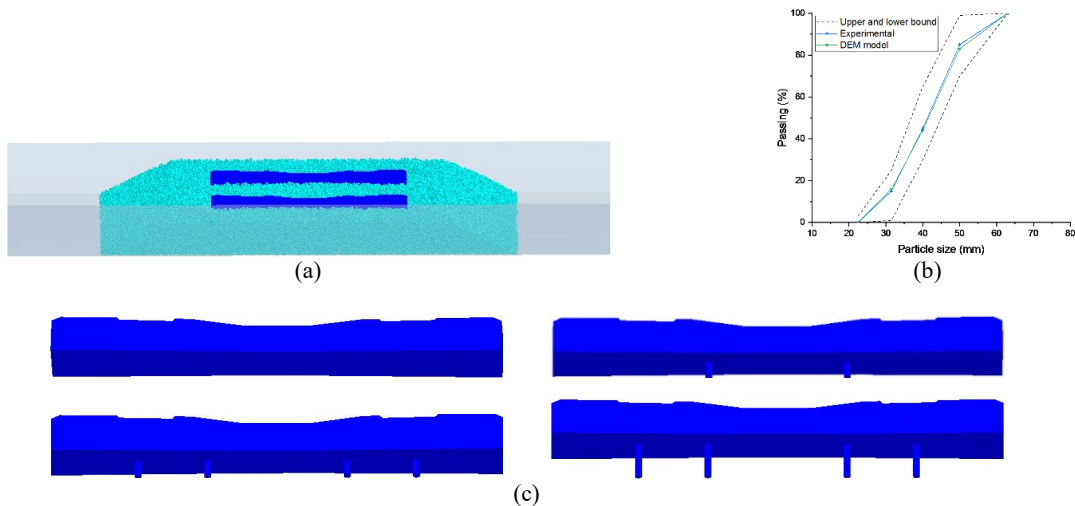 100
80
60
40
20
0
Passing (%)
Upper and lower bound
Experimental
DEM model
10 20 30 40 50 60 70 80
Particle size (mm)
(a)
(b)
(c)